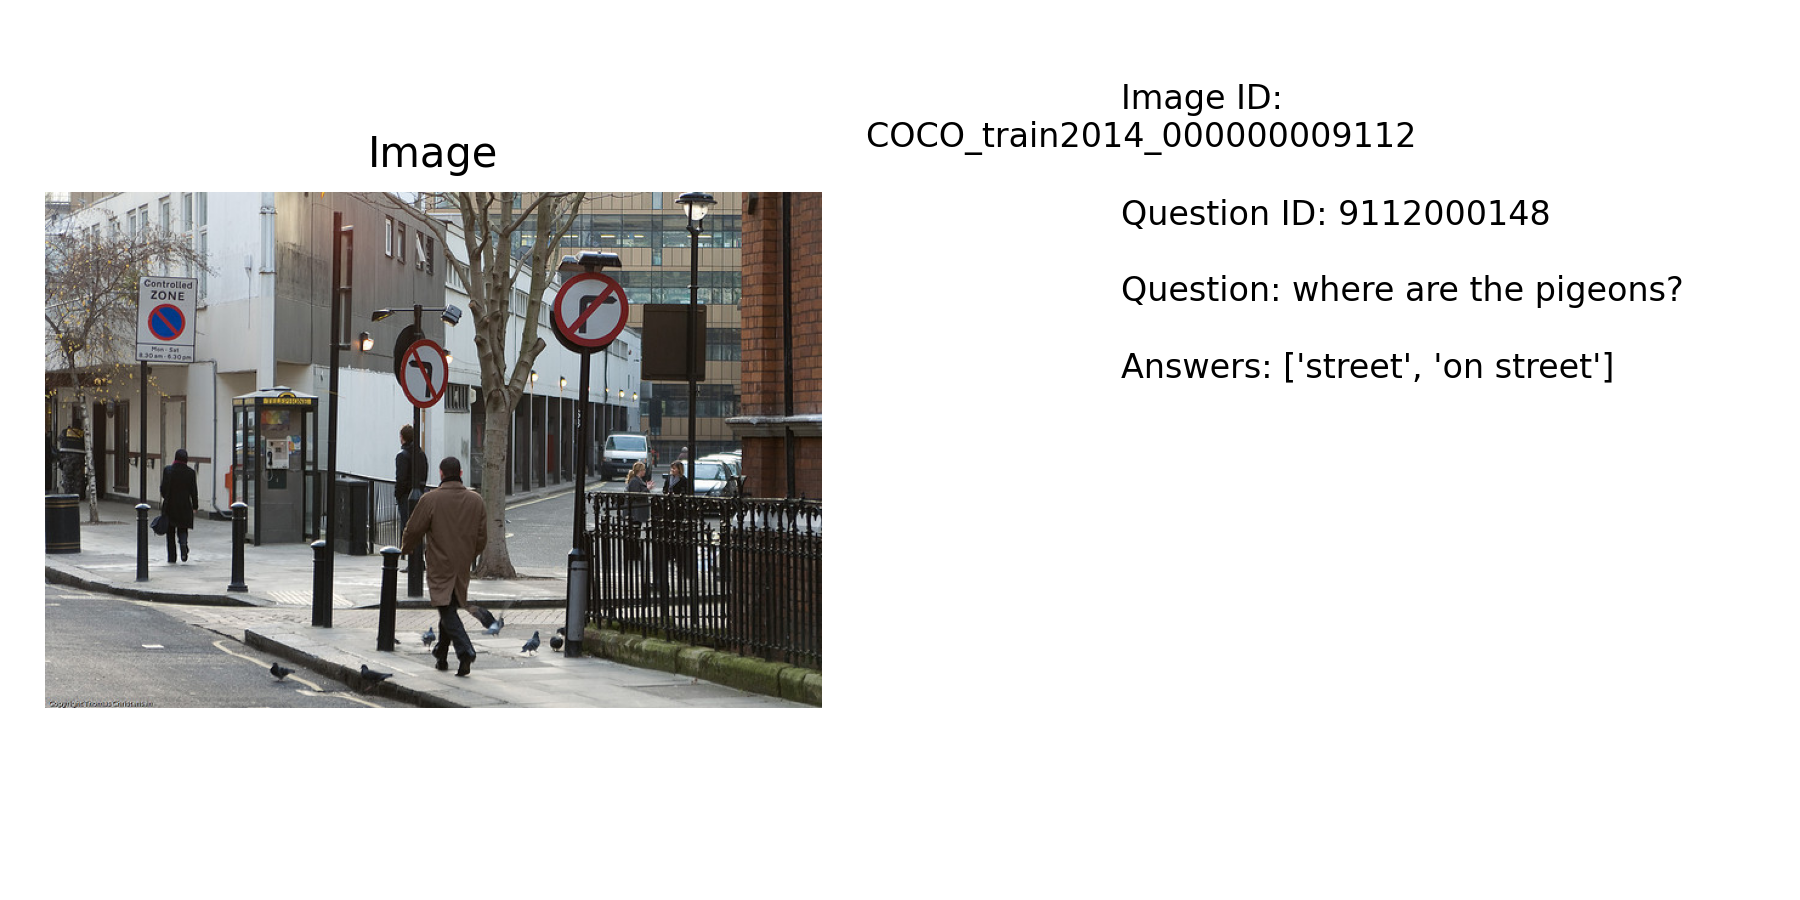 Image
Image ID:
COCO_train2014_000000009112
Question ID: 9112000148
Question: where are the pigeons?
Answers: ['street', 'on street']
Controlled
ZONE
Mon - Sat
8.30 am - 6.30 pm
TELEPHONE
Copyright Thomas Christensen